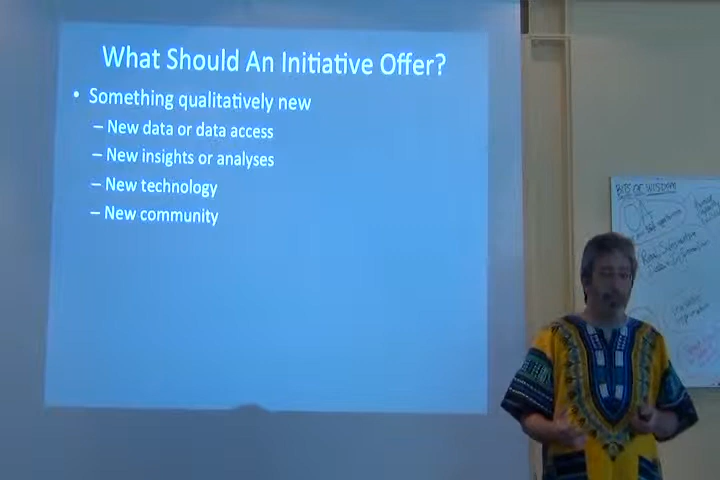 What Should An Initiative Offer?
• Something qualitatively new
– New data or data access
– New insights or analyses
– New technology
– New community
BITS OF WISDOM